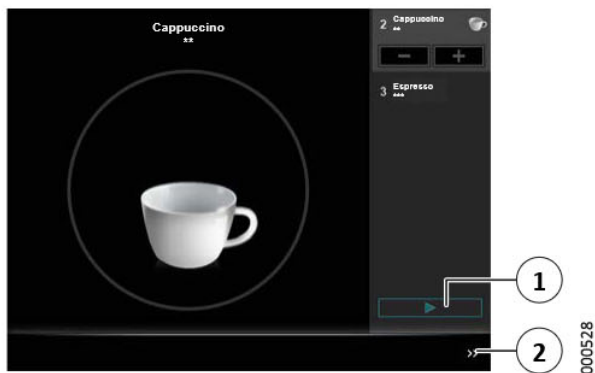 Cappuccino
**
2 Cappuccino
**
− +
3 Espresso
***
1
>> 2
000528